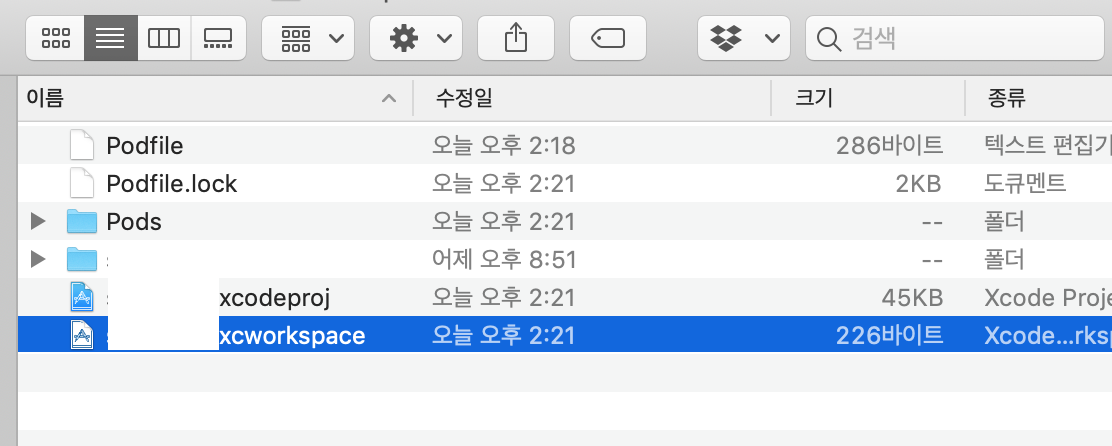 검색
이름 수정일 크기 종류
Podfile 오늘 오후 2:18 286바이트 텍스트 편집기
Podfile.lock 오늘 오후 2:21 2KB 도큐멘트
Pods 오늘 오후 2:21 -- 폴더
s 어제 오후 8:51 -- 폴더
s xcodeproj 오늘 오후 2:21 45KB Xcode Proje
s xcworkspace 오늘 오후 2:21 226바이트 Xcode...rksp